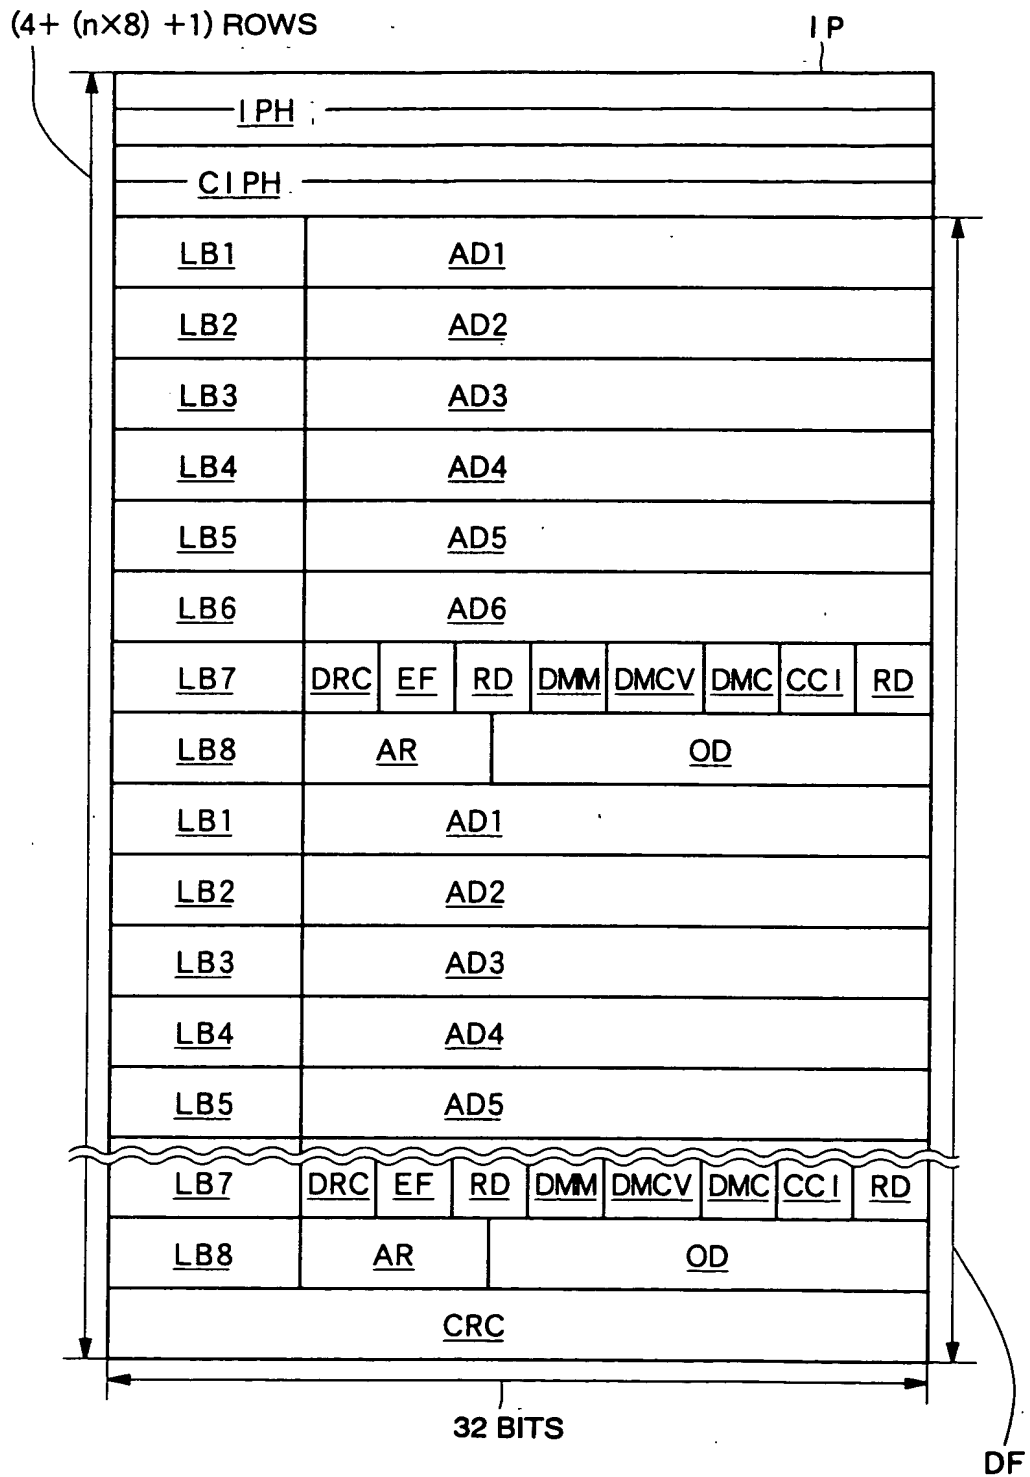 (4+ (n×8) +1) ROWS
IP
IPH
CIPH
LB1 AD1
LB2 AD2
LB3 AD3
LB4 AD4
LB5 AD5
LB6 AD6
LB7 DRC EF RD DMM DMCV DMC CCI RD
LB8 AR OD
LB1 AD1
LB2 AD2
LB3 AD3
LB4 AD4
LB5 AD5
LB7 DRC EF RD DMM DMCV DMC CCI RD
LB8 AR OD
CRC
32 BITS
DF